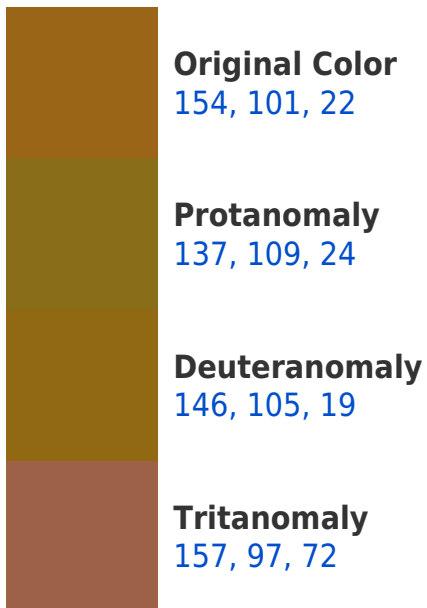 Original Color
154, 101, 22
Protanomaly
137, 109, 24
Deuteranomaly
146, 105, 19
Tritanomaly
157, 97, 72